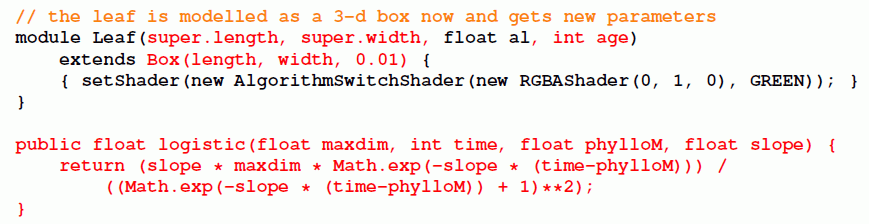 // the leaf is modelled as a 3-d box now and gets new parameters
module Leaf(super.length, super.width, float al, int age)
    extends Box(length, width, 0.01) {
    { setShader(new AlgorithmSwitchShader(new RGBAShader(0, 1, 0), GREEN)); }
}
public float logistic(float maxdim, int time, float phylloM, float slope) {
    return (slope * maxdim * Math.exp(-slope * (time-phylloM))) /
        ((Math.exp(-slope * (time-phylloM)) + 1)**2);
}